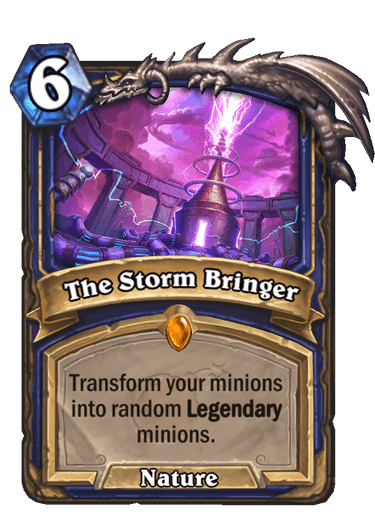 6
The Storm Bringer
Transform your minions
into random Legendary
minions.
Nature